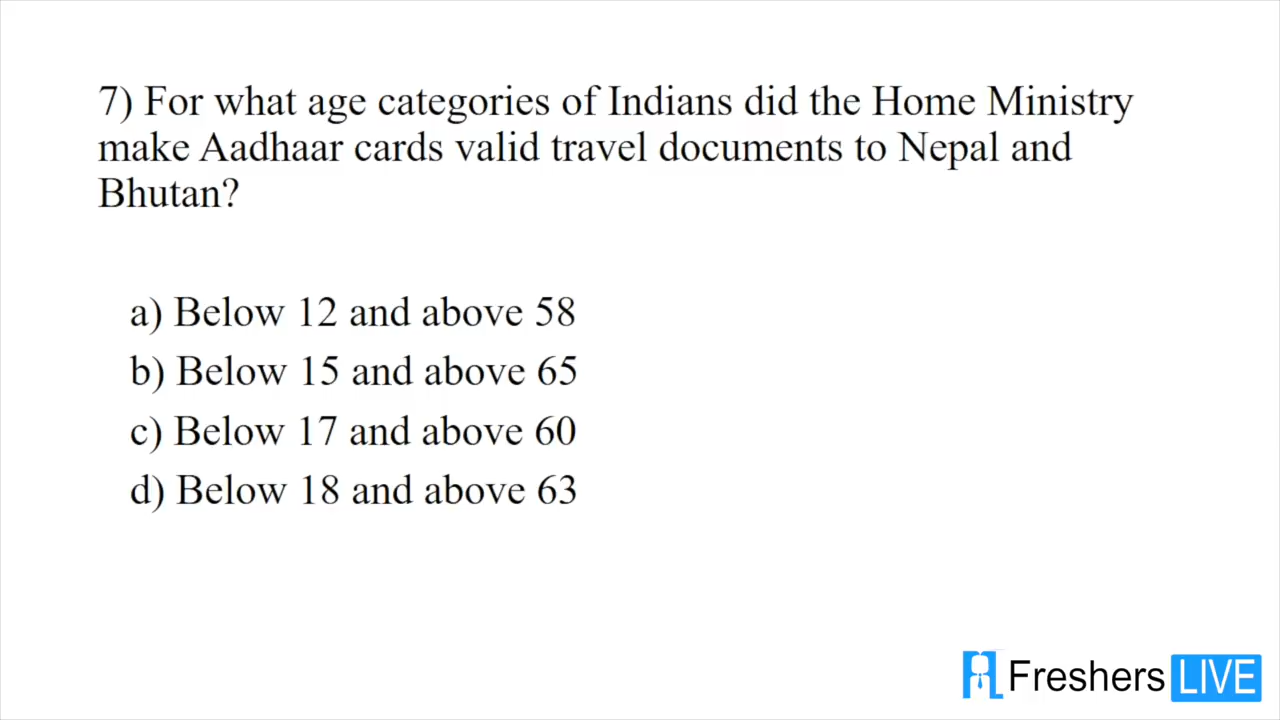 7) For what age categories of Indians did the Home Ministry
make Aadhaar cards valid travel documents to Nepal and
Bhutan?
a) Below 12 and above 58
b) Below 15 and above 65
c) Below 17 and above 60
d) Below 18 and above 63
Freshers LIVE